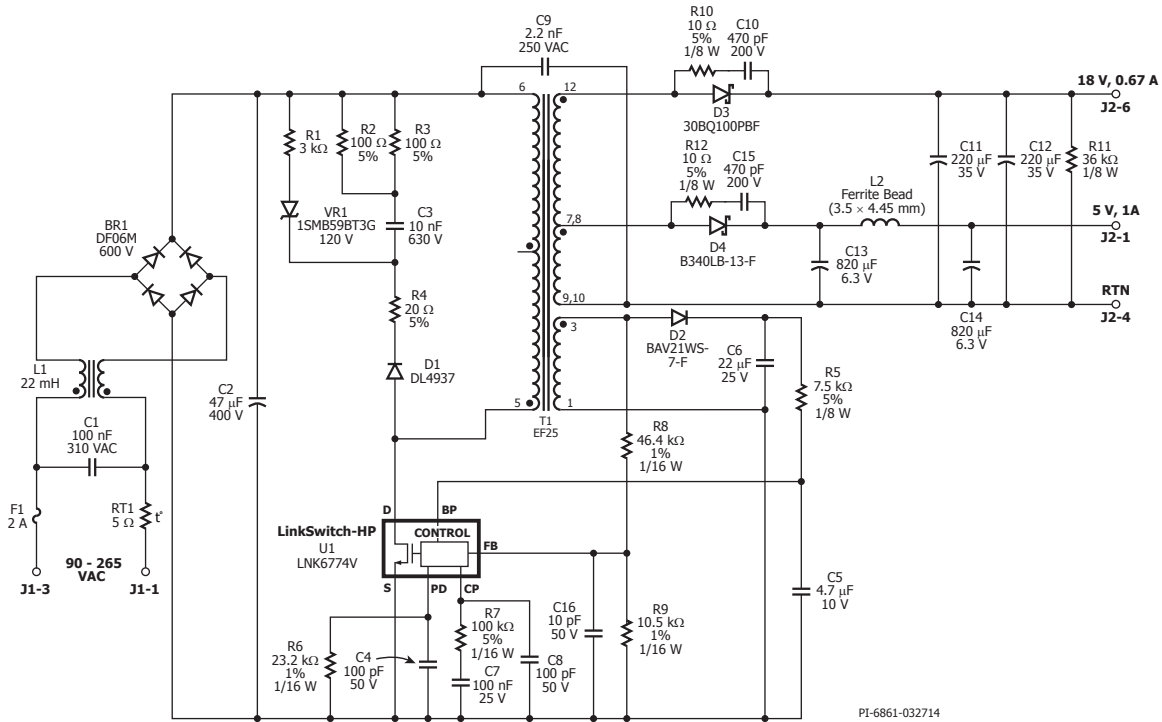 C9
2.2 nF
250 VAC
R10
10 Ω
5%
1/8 W
C10
470 pF
200 V
6
12
D3
30BQ100PBF
18 V, 0.67 A
J2-6
R1
3 kΩ
R2
100 Ω
5%
R3
100 Ω
5%
R12
10 Ω
5%
1/8 W
C15
470 pF
200 V
C11
220 µF
35 V
C12
220 µF
35 V
R11
36 kΩ
1/8 W
L2
Ferrite Bead
(3.5 × 4.45 mm)
VR1
1SMB59BT3G
120 V
C3
10 nF
630 V
7,8
D4
B340LB-13-F
5 V, 1A
J2-1
BR1
DF06M
600 V
C13
820 µF
6.3 V
R4
20 Ω
5%
9,10
RTN
J2-4
C14
820 µF
6.3 V
3
D2
BAV21WS-
7-F
C6
22 µF
25 V
L1
22 mH
D1
DL4937
R5
7.5 kΩ
5%
1/8 W
C2
47 µF
400 V
5
1
T1
EF25
C1
100 nF
310 VAC
R8
46.4 kΩ
1%
1/16 W
F1
2 A
RT1
5 Ω
t°
D
BP
LinkSwitch-HP
U1
LNK6774V
CONTROL
FB
S
PD
CP
90 - 265
VAC
J1-3
J1-1
C5
4.7 µF
10 V
R6
23.2 kΩ
1%
1/16 W
C4
100 pF
50 V
R7
100 kΩ
5%
1/16 W
C7
100 nF
25 V
C8
100 pF
50 V
C16
10 pF
50 V
R9
10.5 kΩ
1%
1/16 W
PI-6861-032714